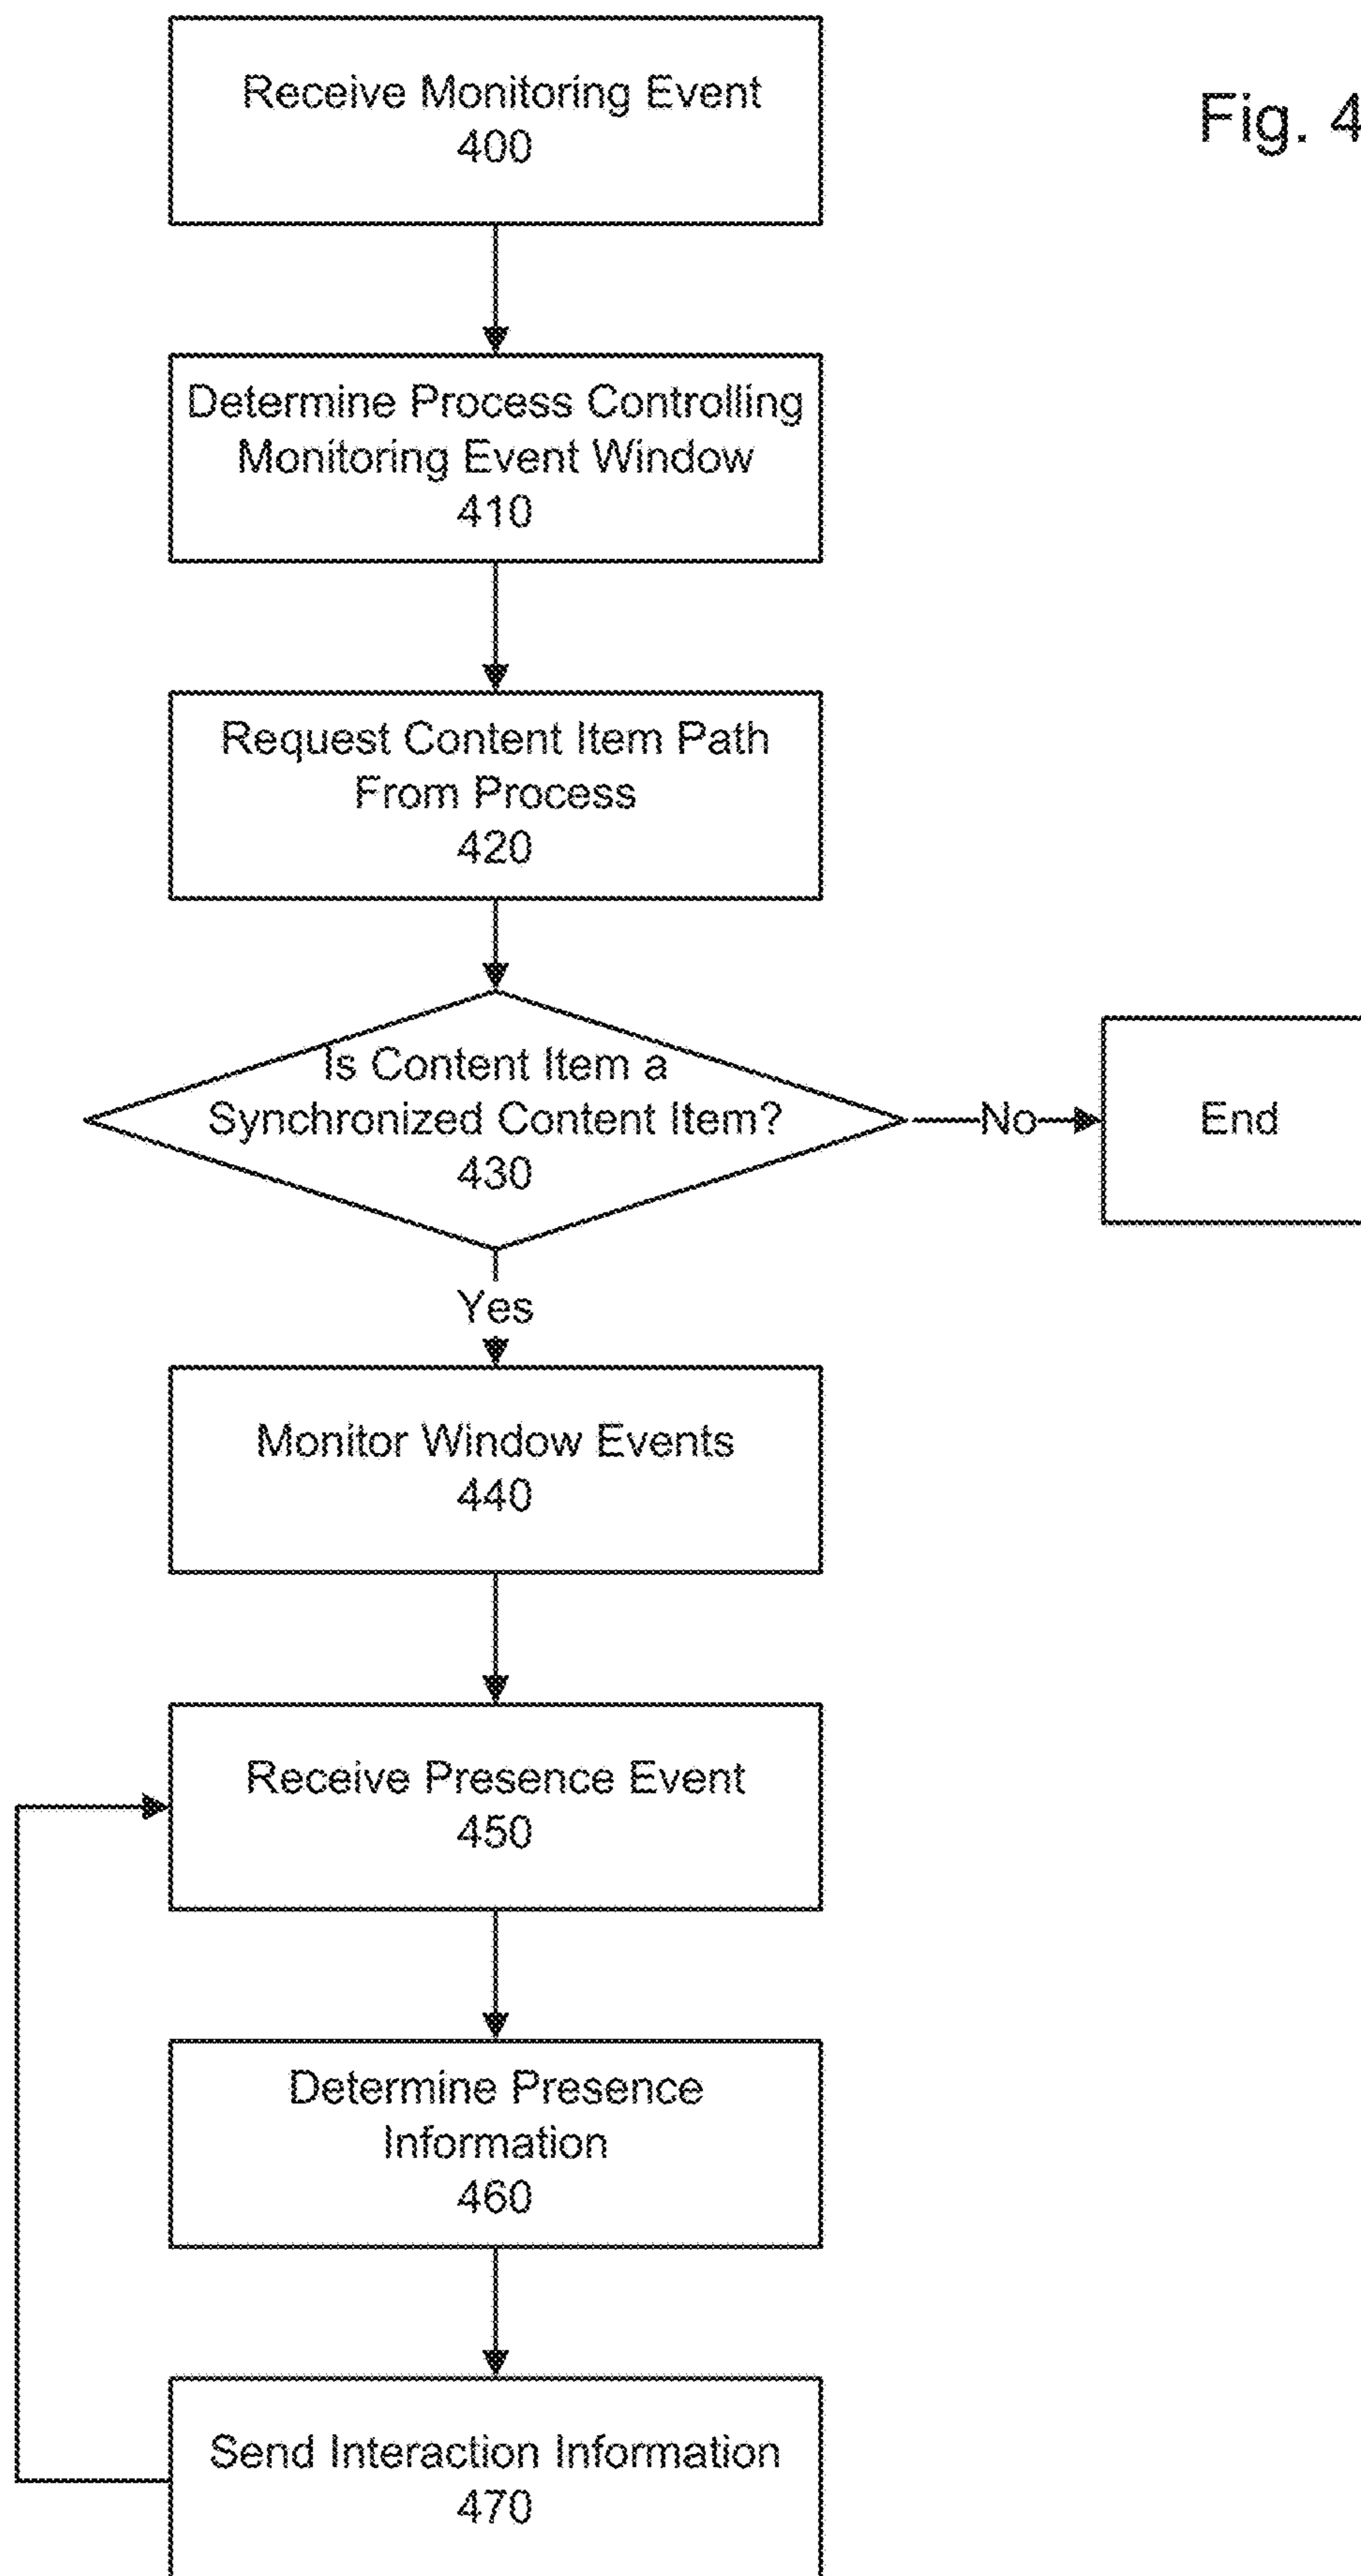 Fig. 4
Receive Monitoring Event
400
Determine Process Controlling
Monitoring Event Window
410
Request Content Item Path
From Process
420
Is Content Item a
Synchronized Content Item?
430
No
End
Yes
Monitor Window Events
440
Receive Presence Event
450
Determine Presence
Information
460
Send Interaction Information
470